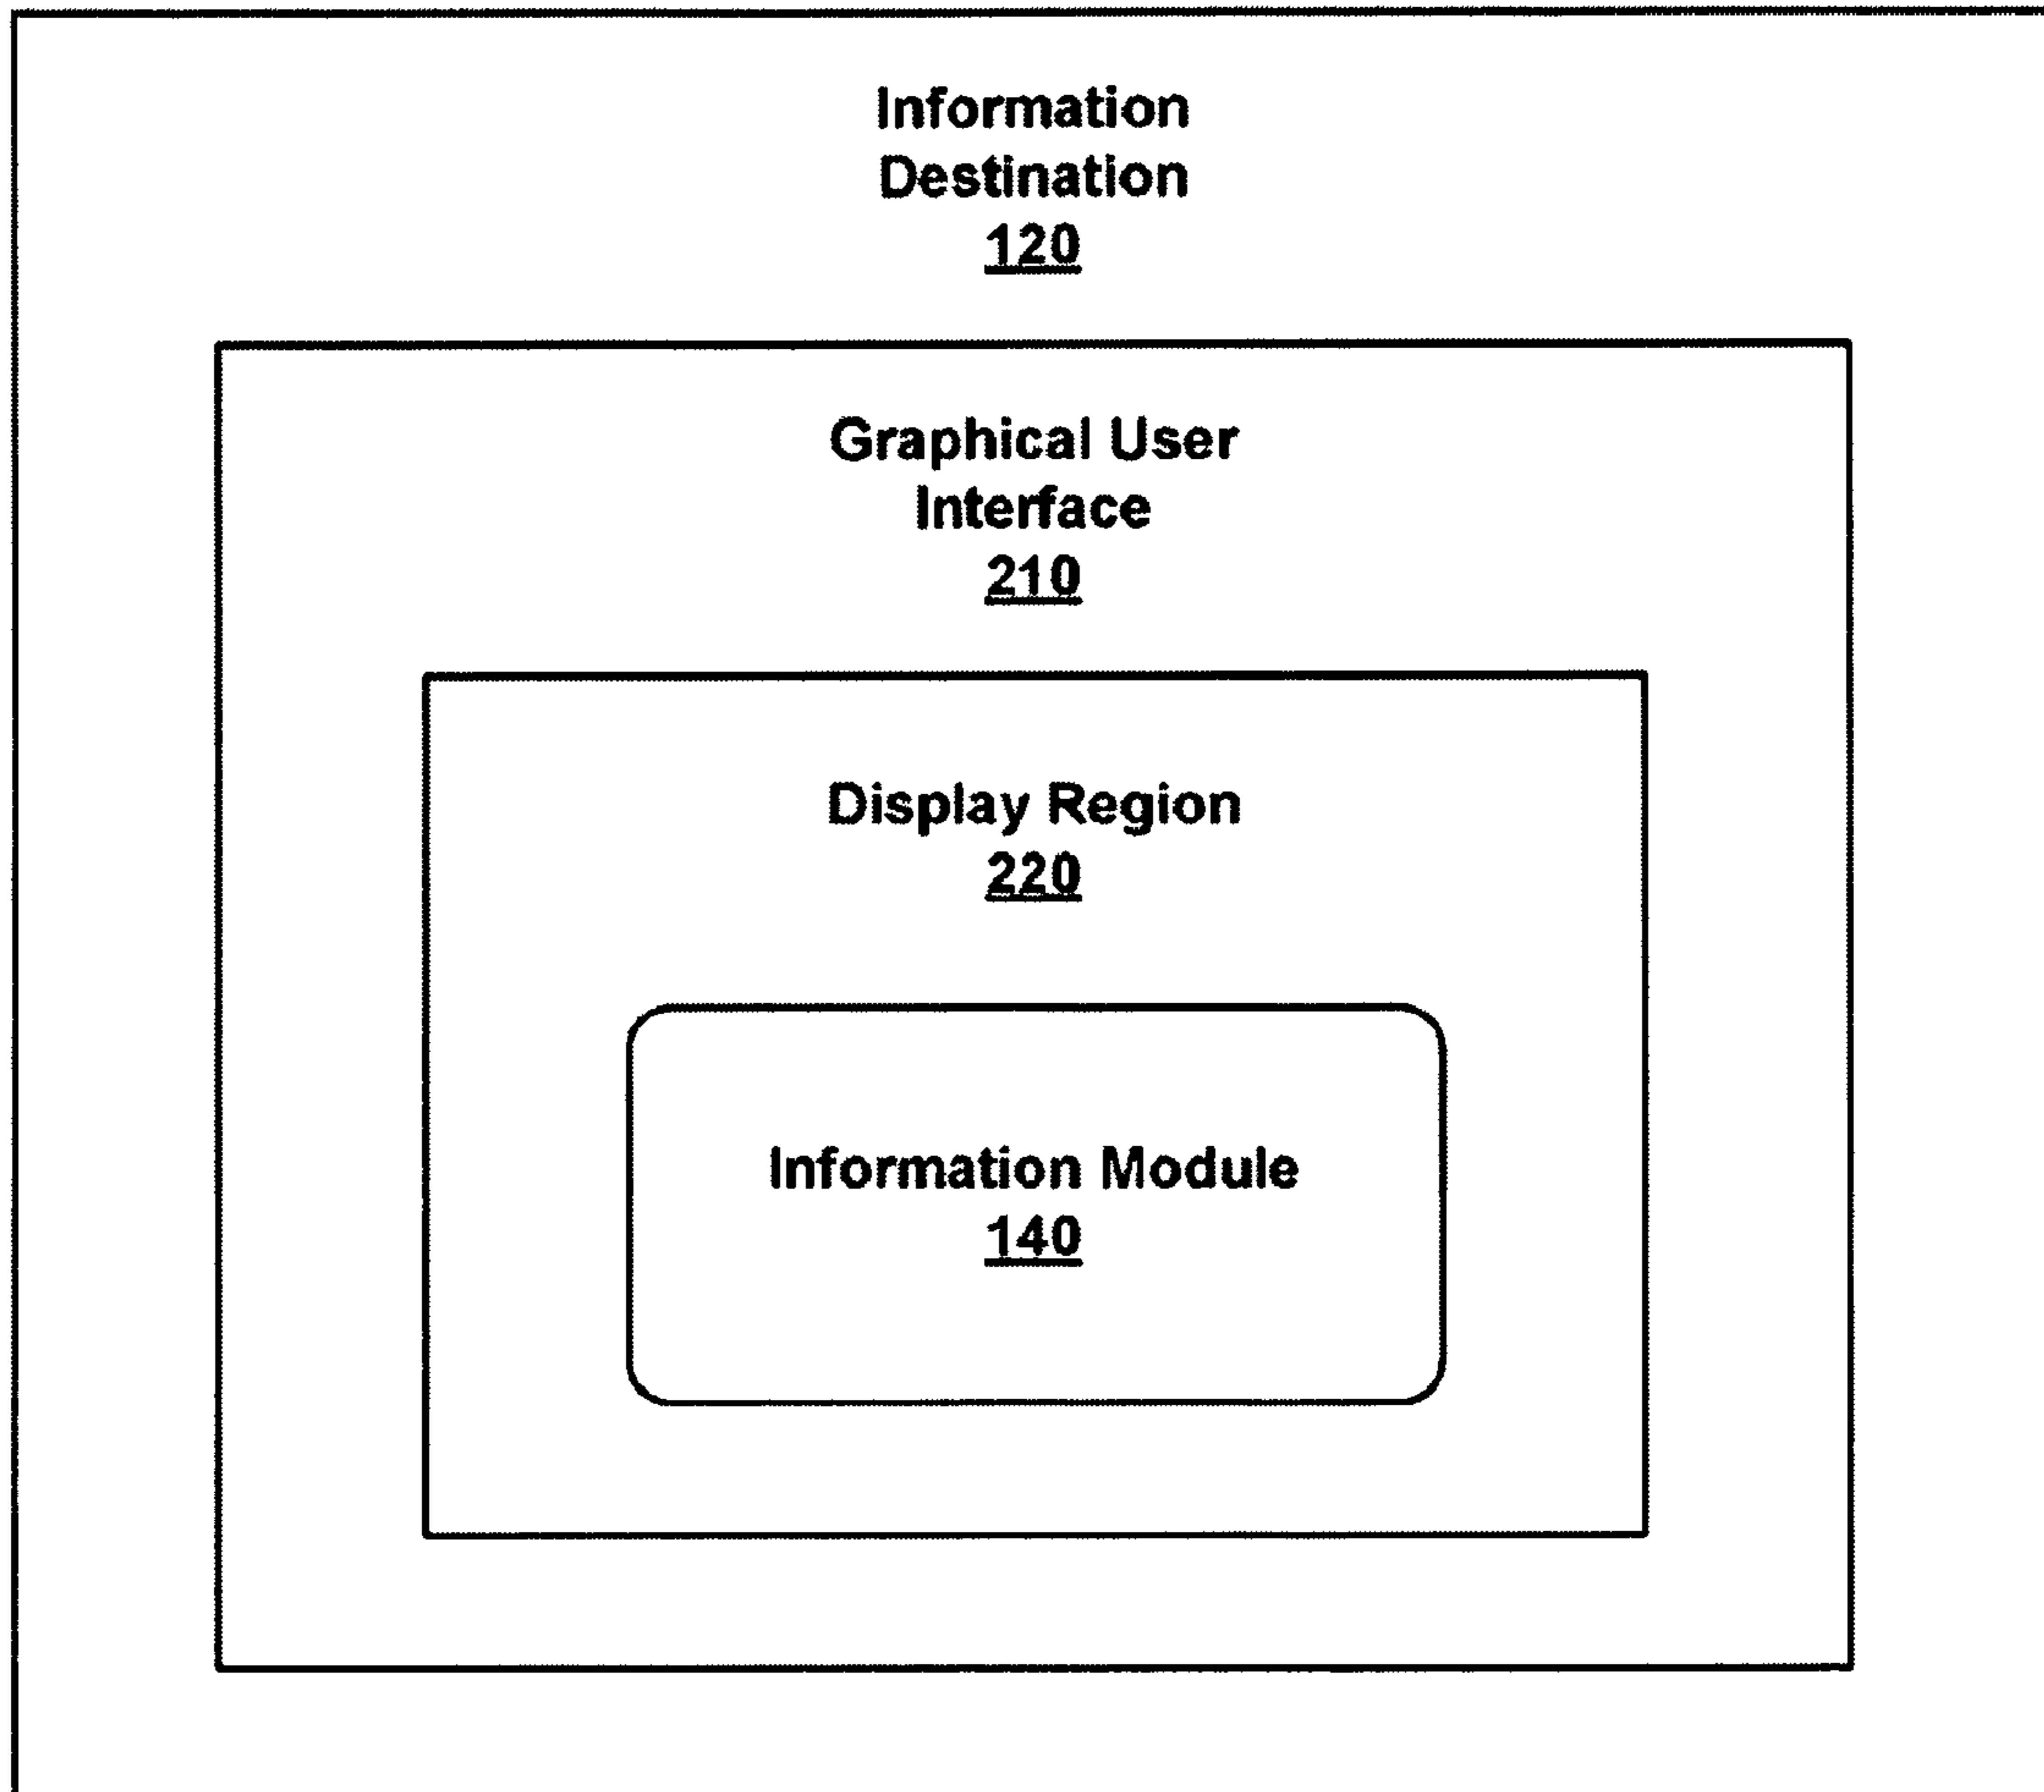 Information
Destination
120
Graphical User
Interface
210
Display Region
220
Information Module
140